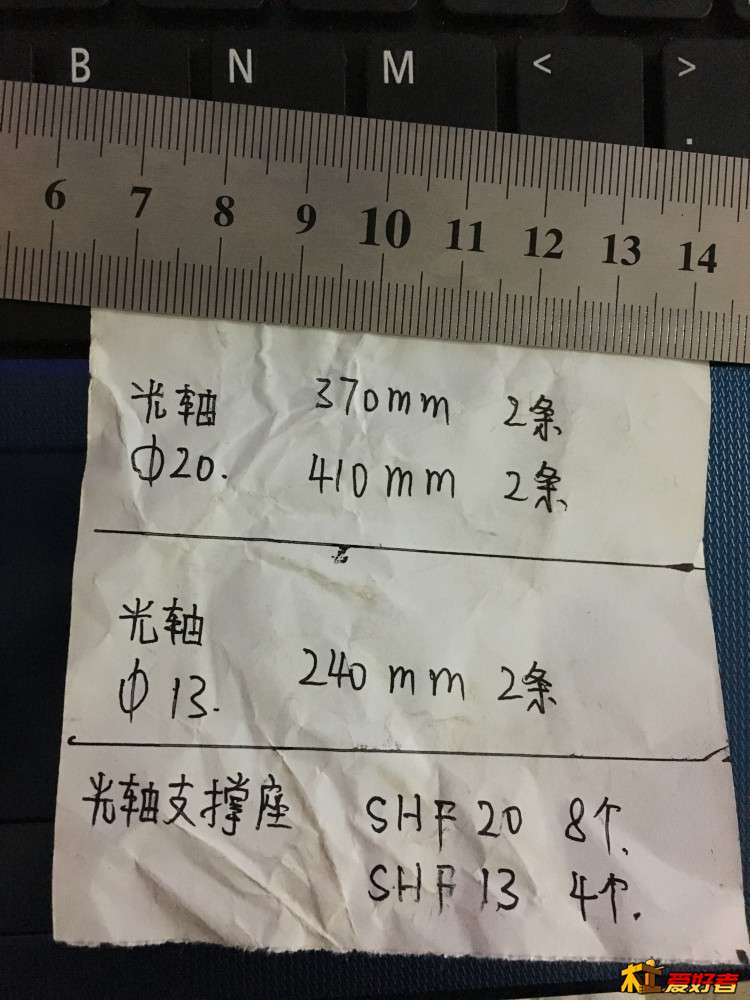 B N M < >
.
6 7 8 9 10 11 12 13 14
光轴 370mm 2条
Φ20. 410mm 2条
光轴
Φ13. 240mm 2条
光轴支撑座 SHF20 8个.
SHF13 4个.
爱好者